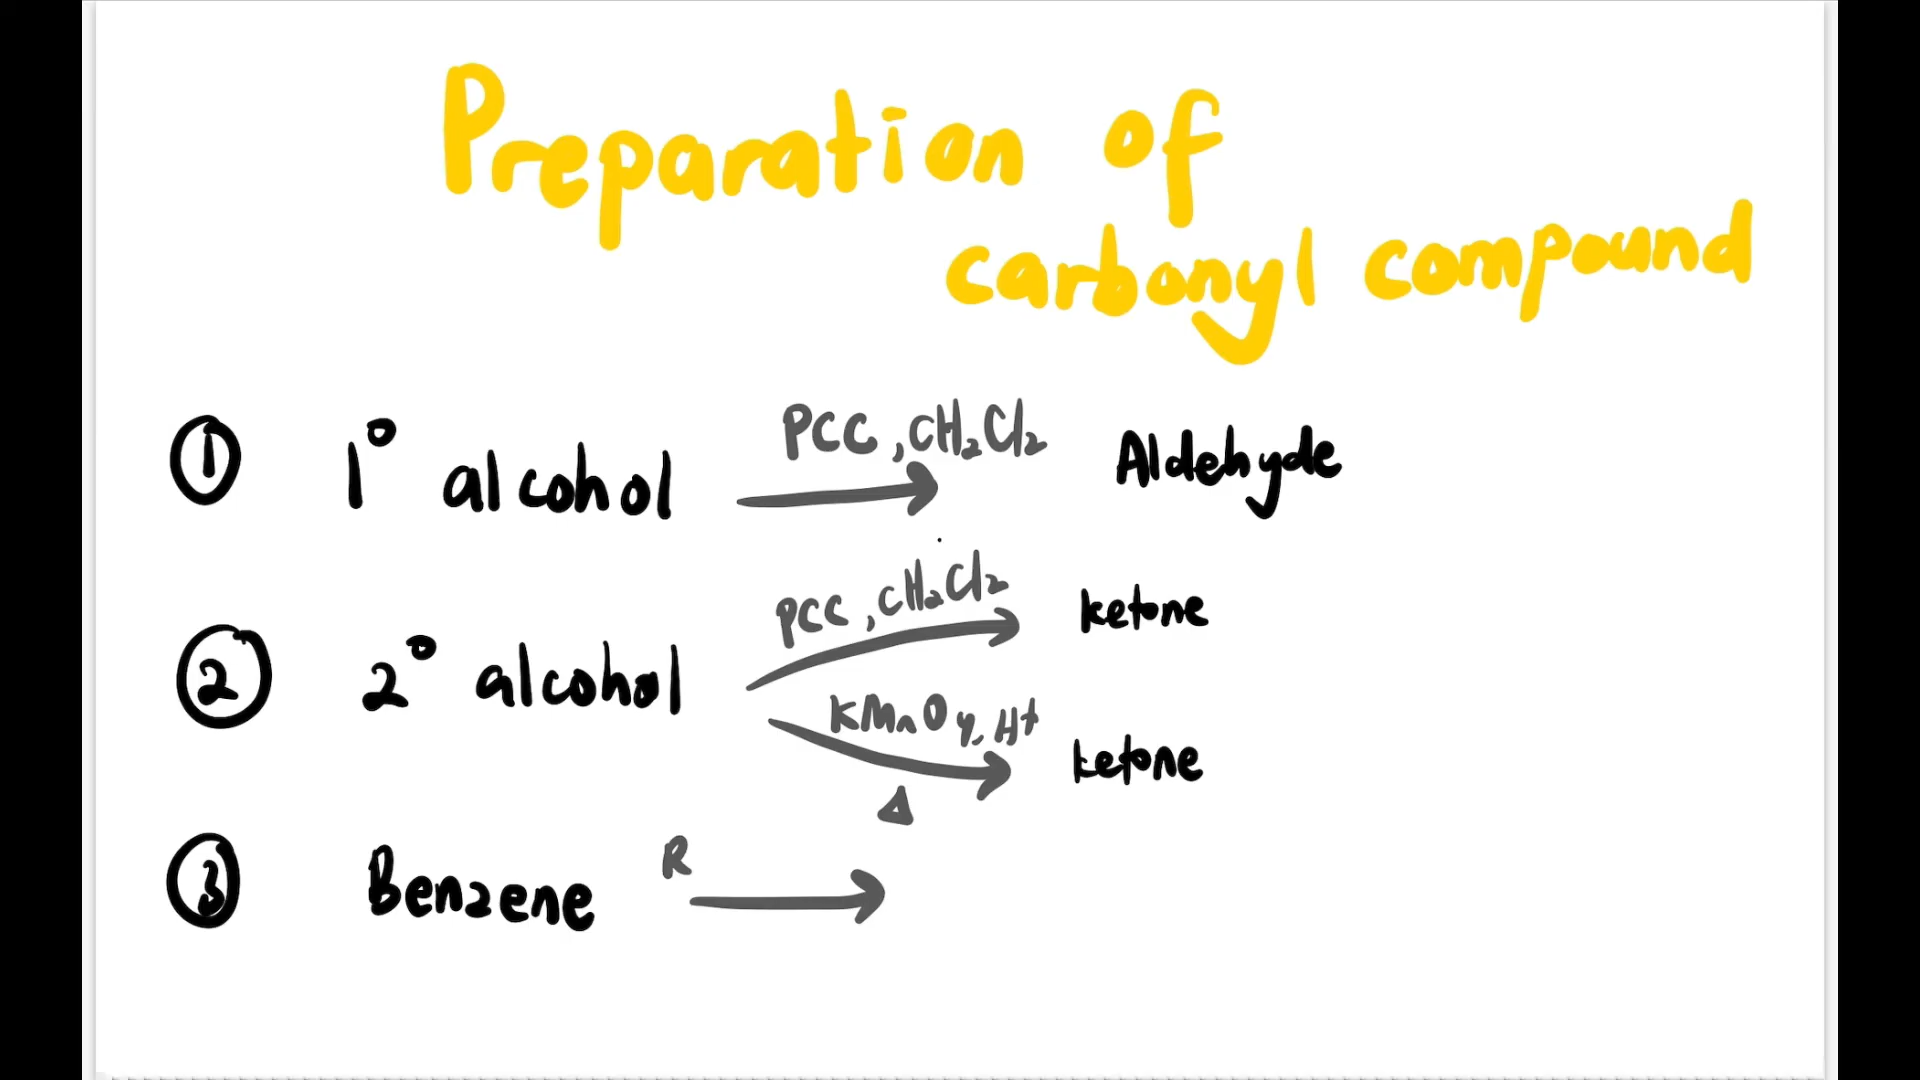 Preparation of
carbonyl compound
① 1° alcohol PCC, CH₂Cl₂ Aldehyde
② 2° alcohol PCC, CH₂Cl₂ ketone
KMnO₄, H⁺ ketone
Δ
③ Benzene R